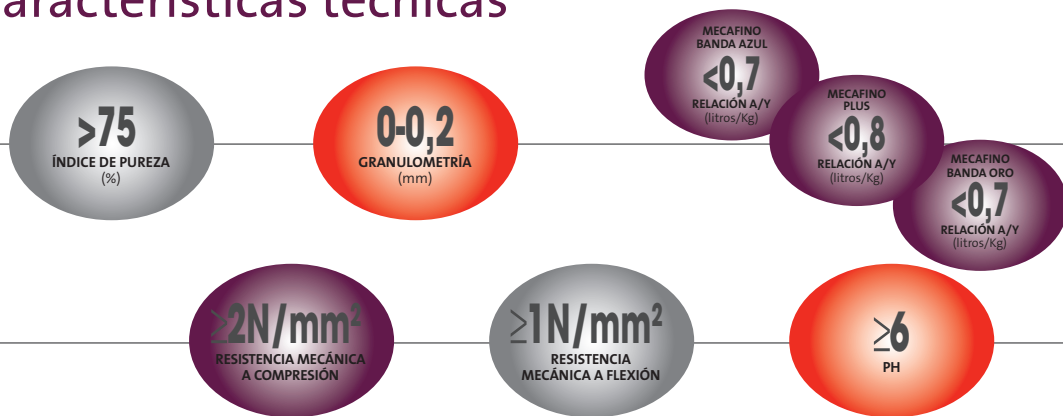 aracterísticas técnicas
>75
ÍNDICE DE PUREZA
(%)
0-0,2
GRANULOMETRÍA
(mm)
MECAFINO
BANDA AZUL
<0,7
RELACIÓN A/Y
(litros/Kg)
MECAFINO
PLUS
<0,8
RELACIÓN A/Y
(litros/Kg)
MECAFINO
BANDA ORO
<0,7
RELACIÓN A/Y
(litros/Kg)
≥2N/mm²
RESISTENCIA MECÁNICA
A COMPRESIÓN
≥1N/mm²
RESISTENCIA
MECÁNICA A FLEXIÓN
≥6
PH